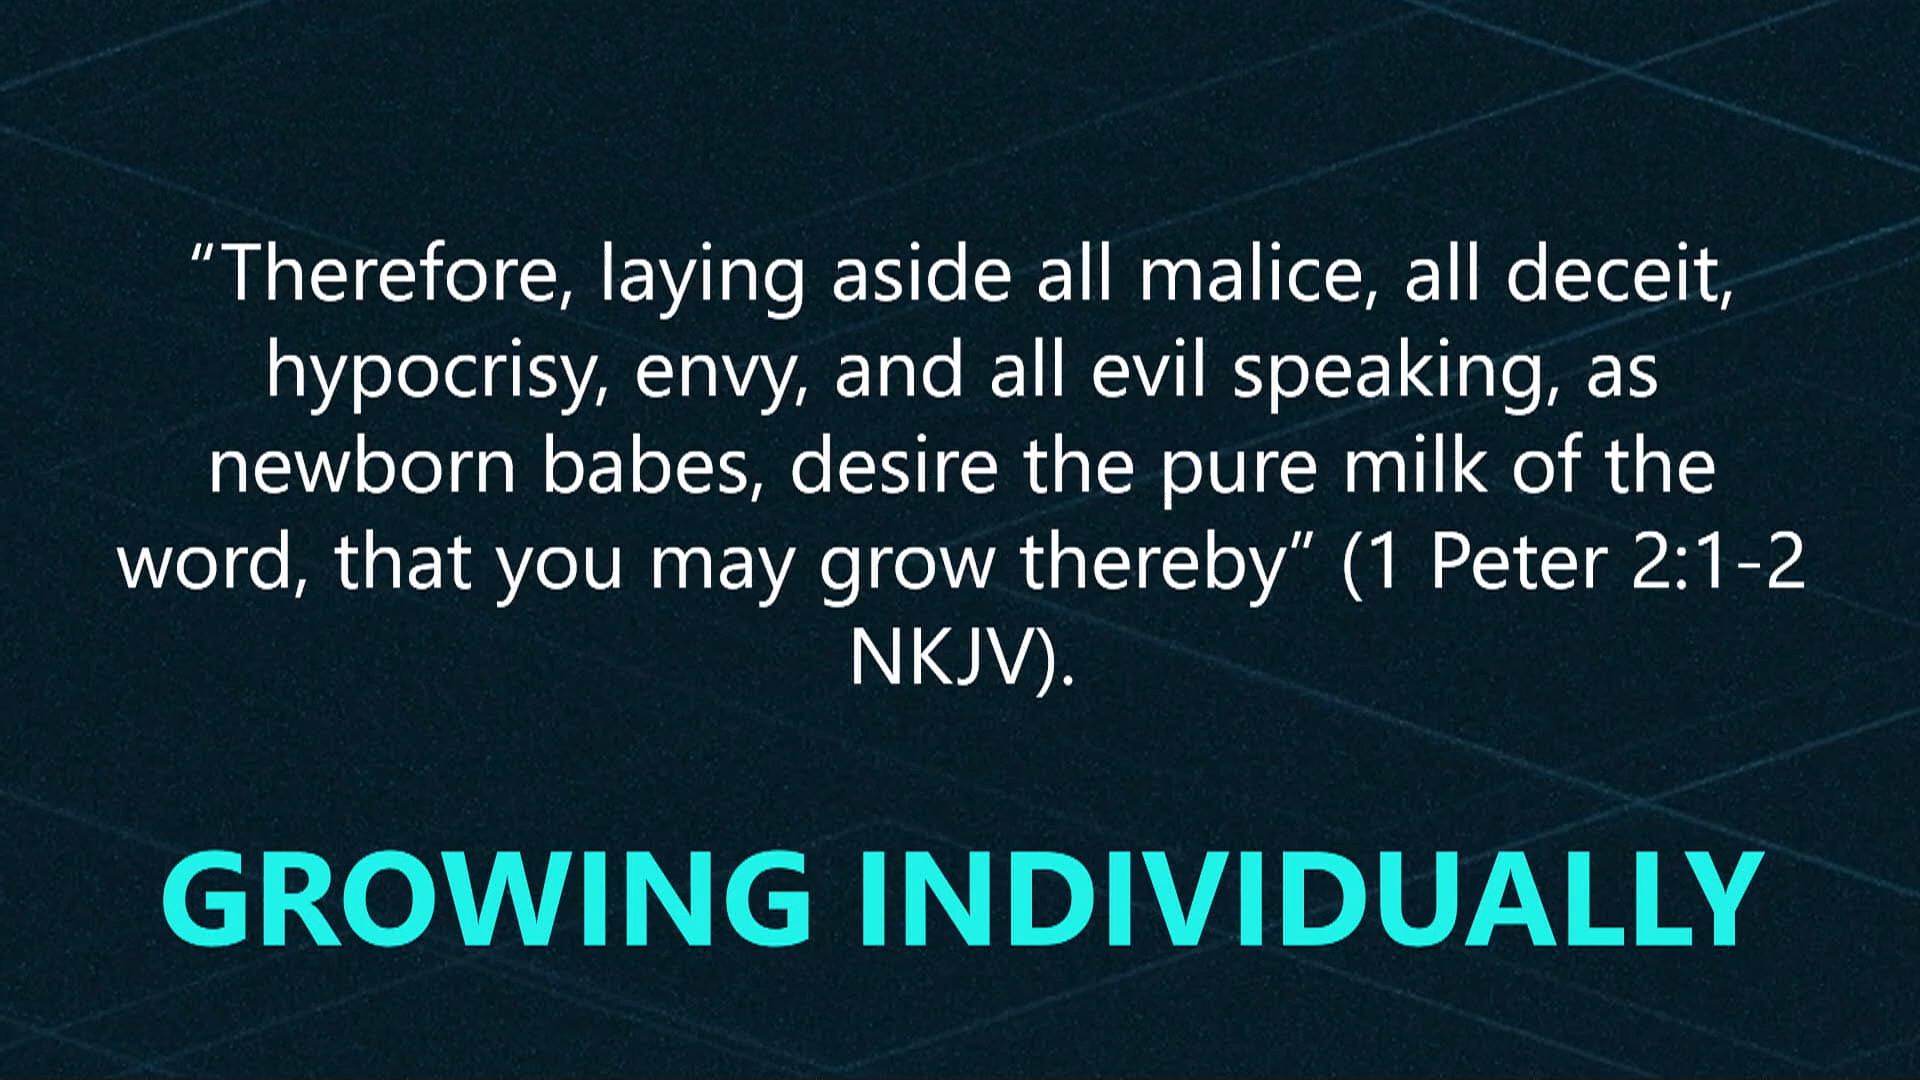 “Therefore, laying aside all malice, all deceit,
hypocrisy, envy, and all evil speaking, as
newborn babes, desire the pure milk of the
word, that you may grow thereby” (1 Peter 2:1-2
NKJV).
GROWING INDIVIDUALLY